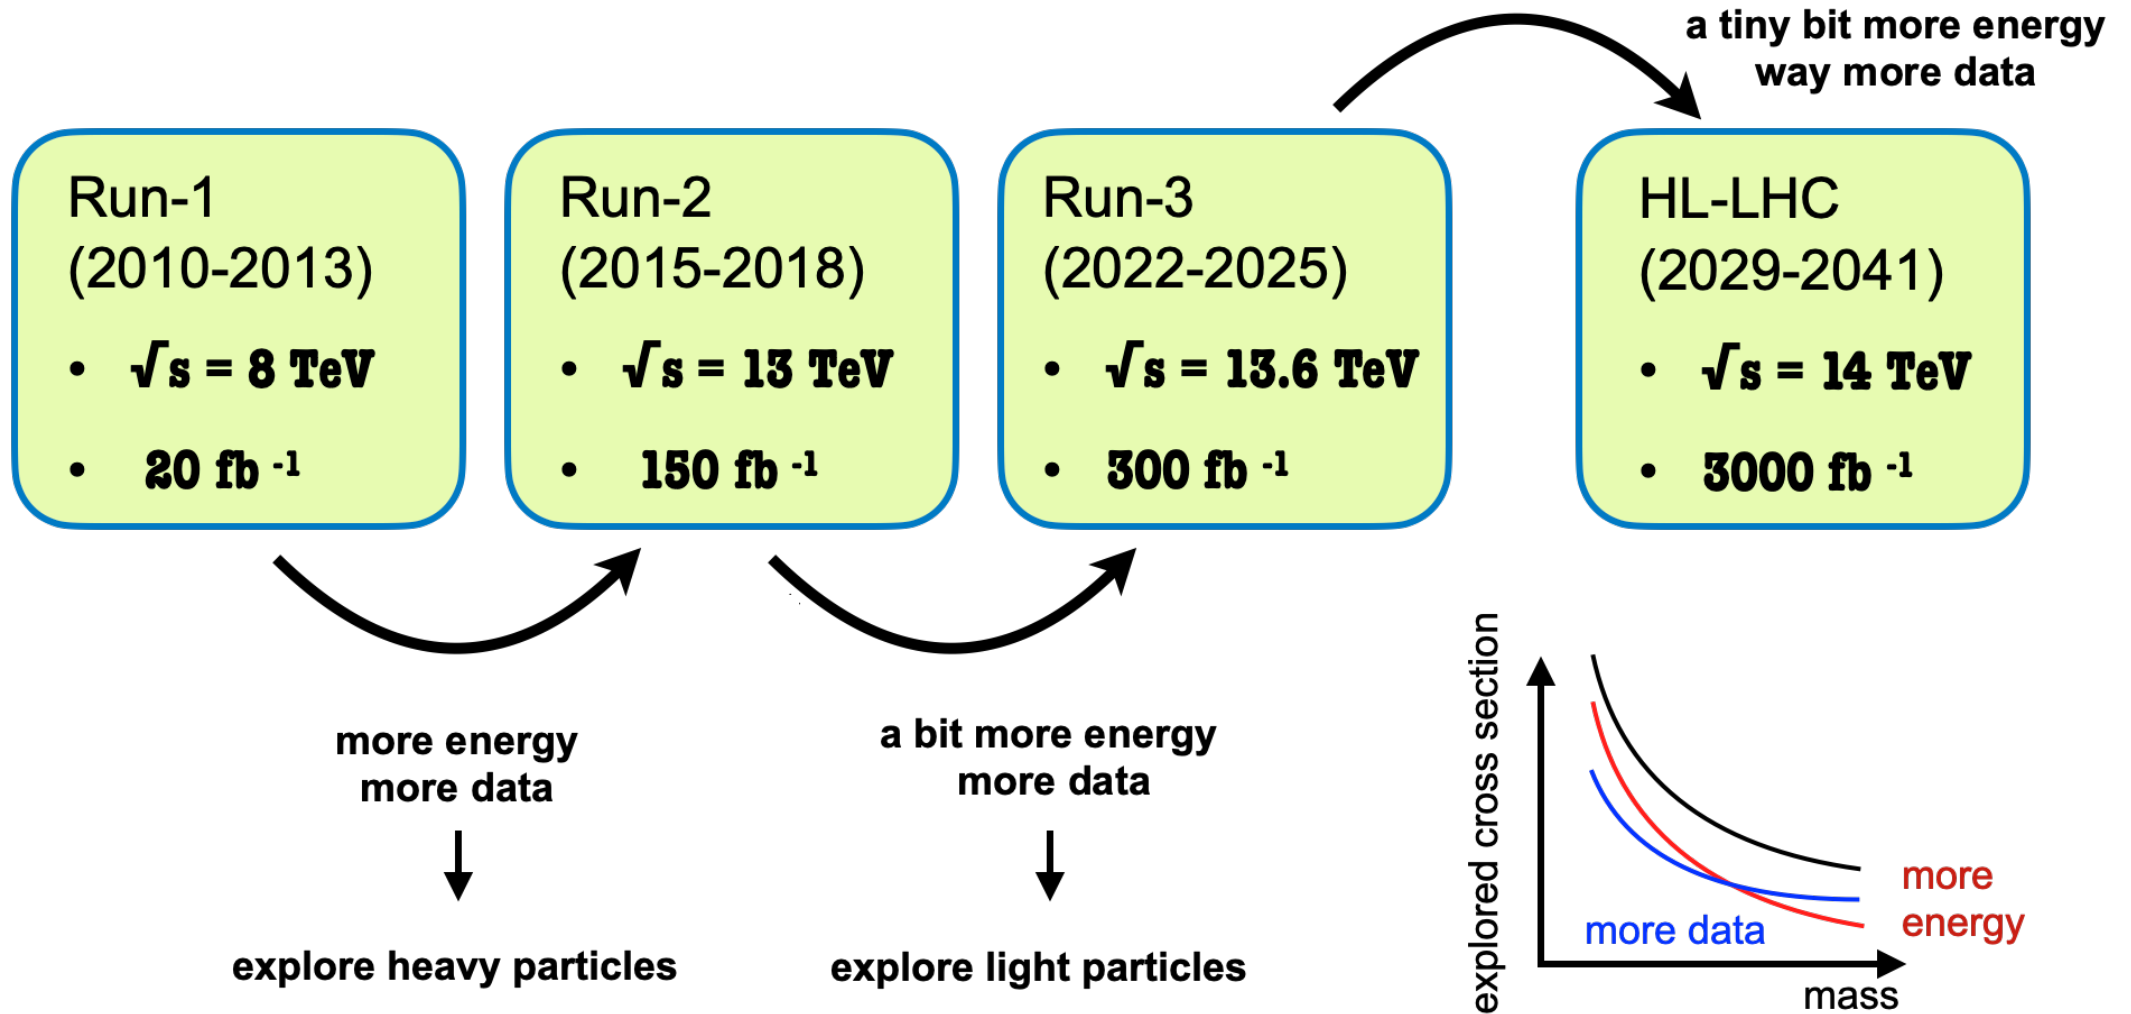 a tiny bit more energy
way more data
Run-1
(2010-2013)
• √s = 8 TeV
• 20 fb -1
Run-2
(2015-2018)
• √s = 13 TeV
• 150 fb -1
Run-3
(2022-2025)
• √s = 13.6 TeV
• 300 fb -1
HL-LHC
(2029-2041)
• √s = 14 TeV
• 3000 fb -1
more energy
more data
explore heavy particles
a bit more energy
more data
explore light particles
explored cross section
more
energy
more data
mass